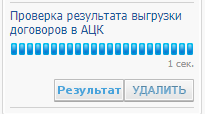 Проверка результата выгрузки
договоров в АЦК
1 сек.
Результат УДАЛИТЬ